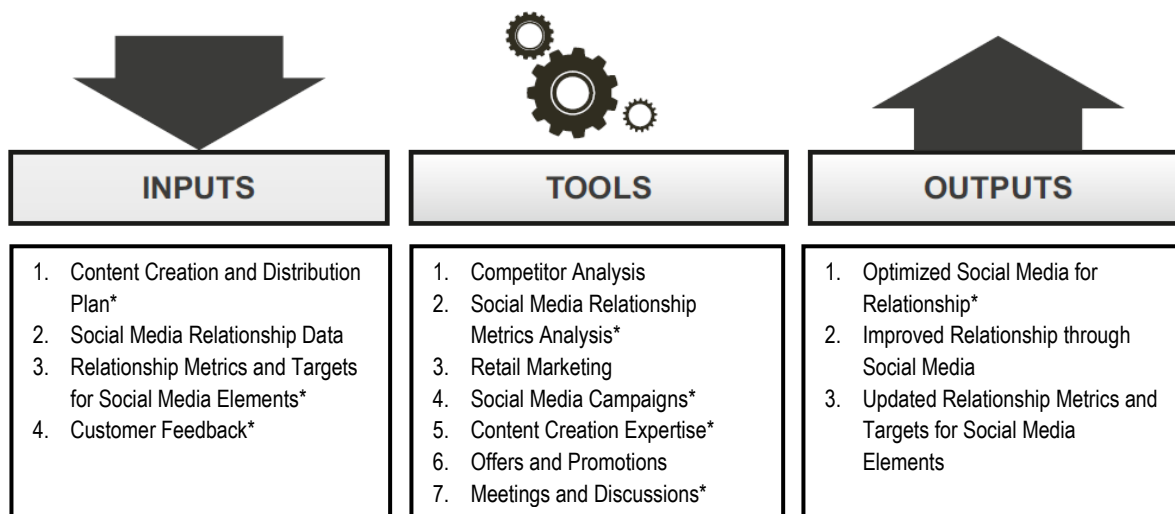 INPUTS
1. Content Creation and Distribution
Plan*
2. Social Media Relationship Data
3. Relationship Metrics and Targets
for Social Media Elements*
4. Customer Feedback*
TOOLS
1. Competitor Analysis
2. Social Media Relationship
Metrics Analysis*
3. Retail Marketing
4. Social Media Campaigns*
5. Content Creation Expertise*
6. Offers and Promotions
7. Meetings and Discussions*
OUTPUTS
1. Optimized Social Media for
Relationship*
2. Improved Relationship through
Social Media
3. Updated Relationship Metrics and
Targets for Social Media
Elements